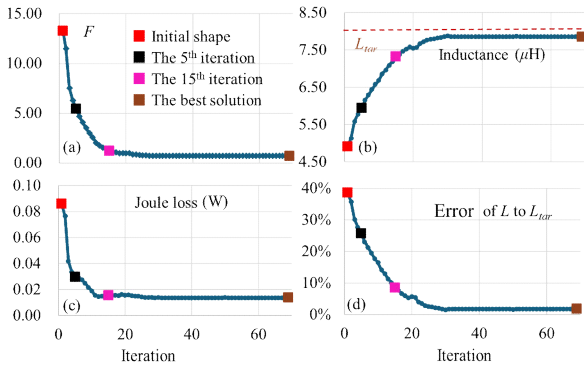 15.00
10.00
5.00
0.00
F
Initial shape
The 5th iteration
The 15th iteration
The best solution
(a)
8.50
7.50
6.50
5.50
4.50
Ltar
Inductance (μH)
(b)
0.10
0.08
0.06
0.04
0.02
0.00
Joule loss (W)
(c)
0 20 40 60
Iteration
40%
30%
20%
10%
0%
Error of L to Ltar
(d)
0 20 40 60
Iteration